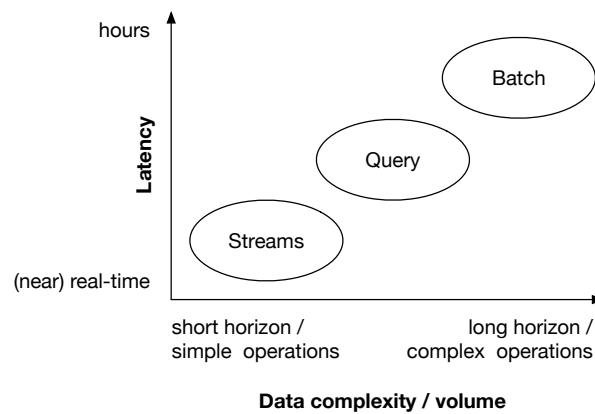 hours
Batch
Latency
Query
Streams
(near) real-time
short horizon /
simple operations
long horizon /
complex operations
Data complexity / volume